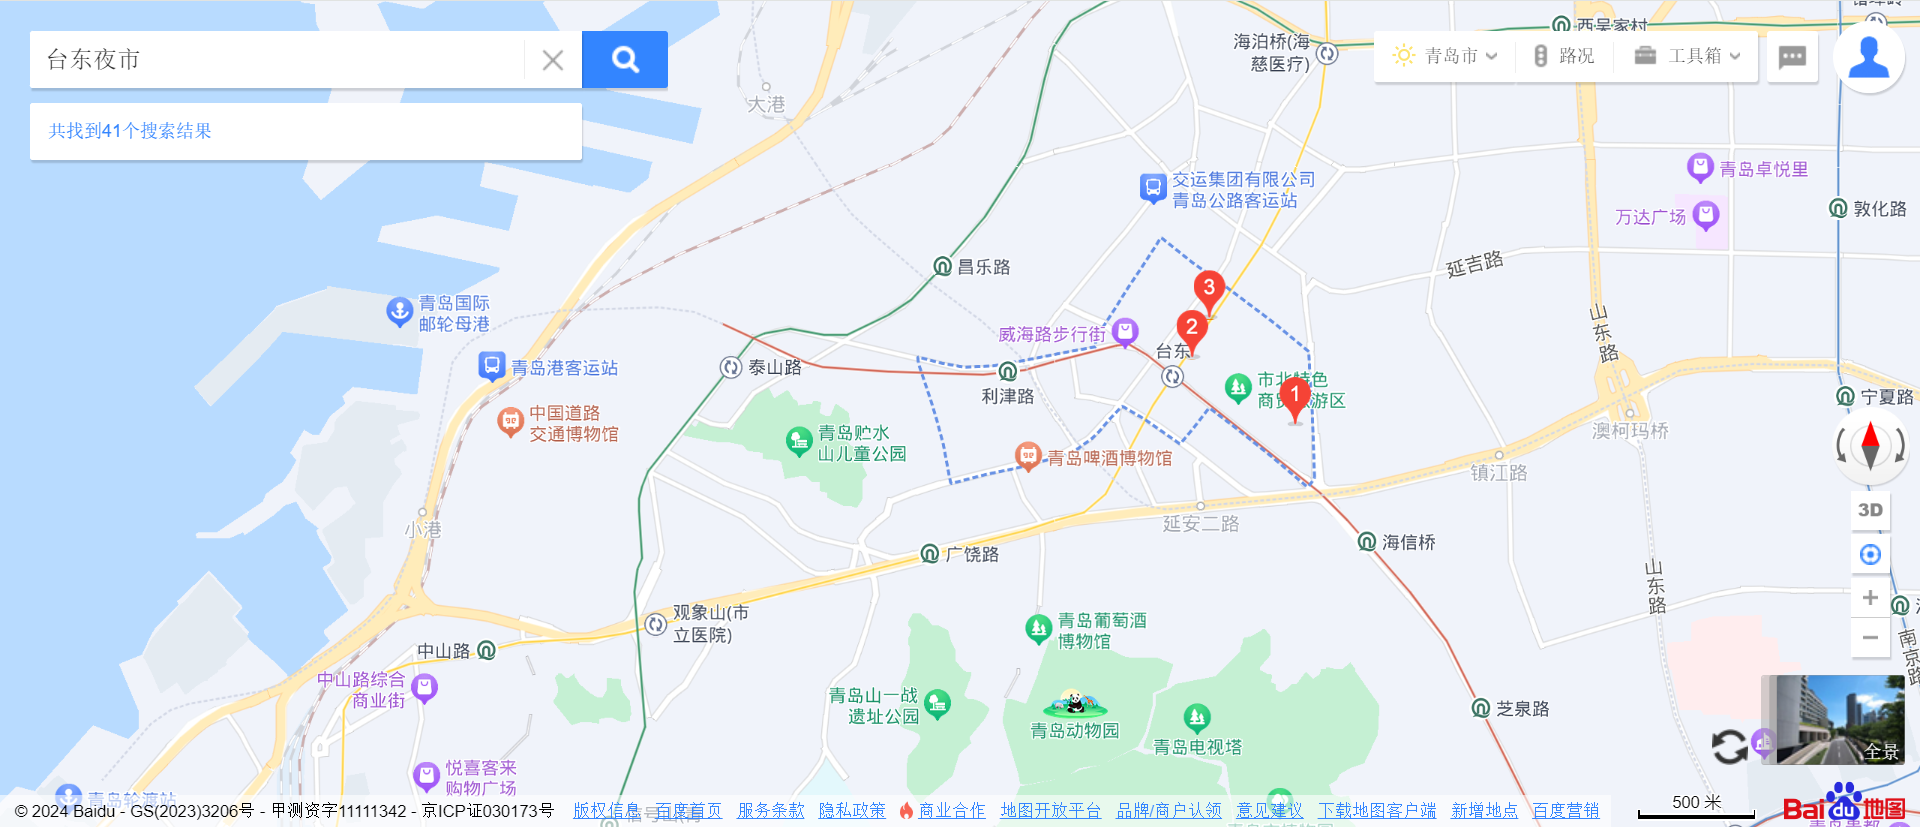 台东夜市
共找到41个搜索结果
青岛市
路况
工具箱
西吴家村
海泊桥(海
慈医疗)
大港
青岛卓悦里
万达广场
敦化路
交运集团有限公司
青岛公路客运站
昌乐路
延吉路
青岛国际
邮轮母港
3
2
1
威海路步行街
台东
山东路
青岛港客运站
泰山路
利津路
市北特色
宁夏路
中国道路
交通博物馆
青岛贮水
山儿童公园
青岛啤酒博物馆
澳柯玛桥
镇江路
小港
延安二路
海信桥
广饶路
3D
山东路
观象山(市
立医院)
青岛葡萄酒
博物馆
中山路
南京路
中山路综合
商业街
青岛山一战
遗址公园
青岛动物园
青岛电视塔
芝泉路
全景
悦喜客来
购物广场
青岛轮渡站
500 米
© 2024 Baidu - GS(2023)3206号 - 甲测资字11111342 - 京ICP证030173号
版权信息 百度首页 服务条款 隐私政策 商业合作 地图开放平台 品牌/商户认领 意见建议 下载地图客户端 新增地点 百度营销
Bai du 地图